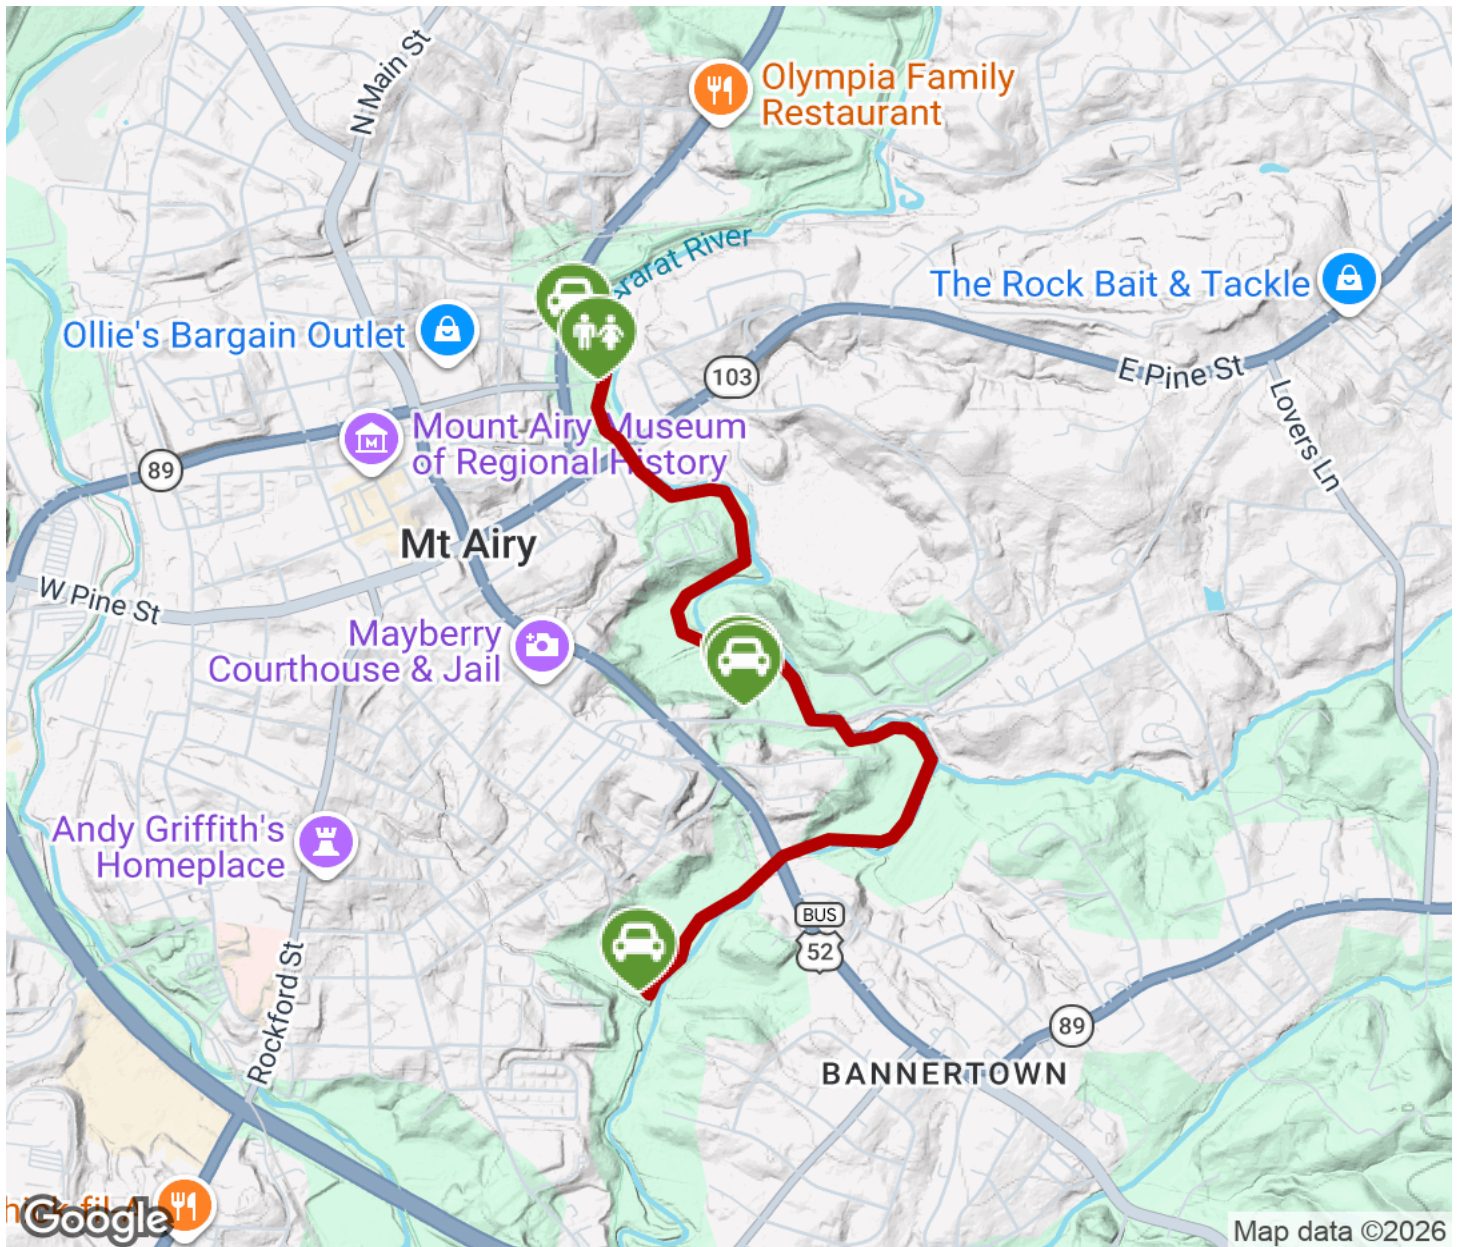 N Main St
Olympia Family
Restaurant
Ararat River
The Rock Bait & Tackle
Ollie's Bargain Outlet
103
E Pine St
Lovers Ln
Mount Airy Museum
of Regional History
M
89
Mt Airy
W Pine St
Mayberry
Courthouse & Jail
Andy Griffith's
Homeplace
BUS
52
Rockford St
89
BANNERTOWN
Google
Map data ©2026